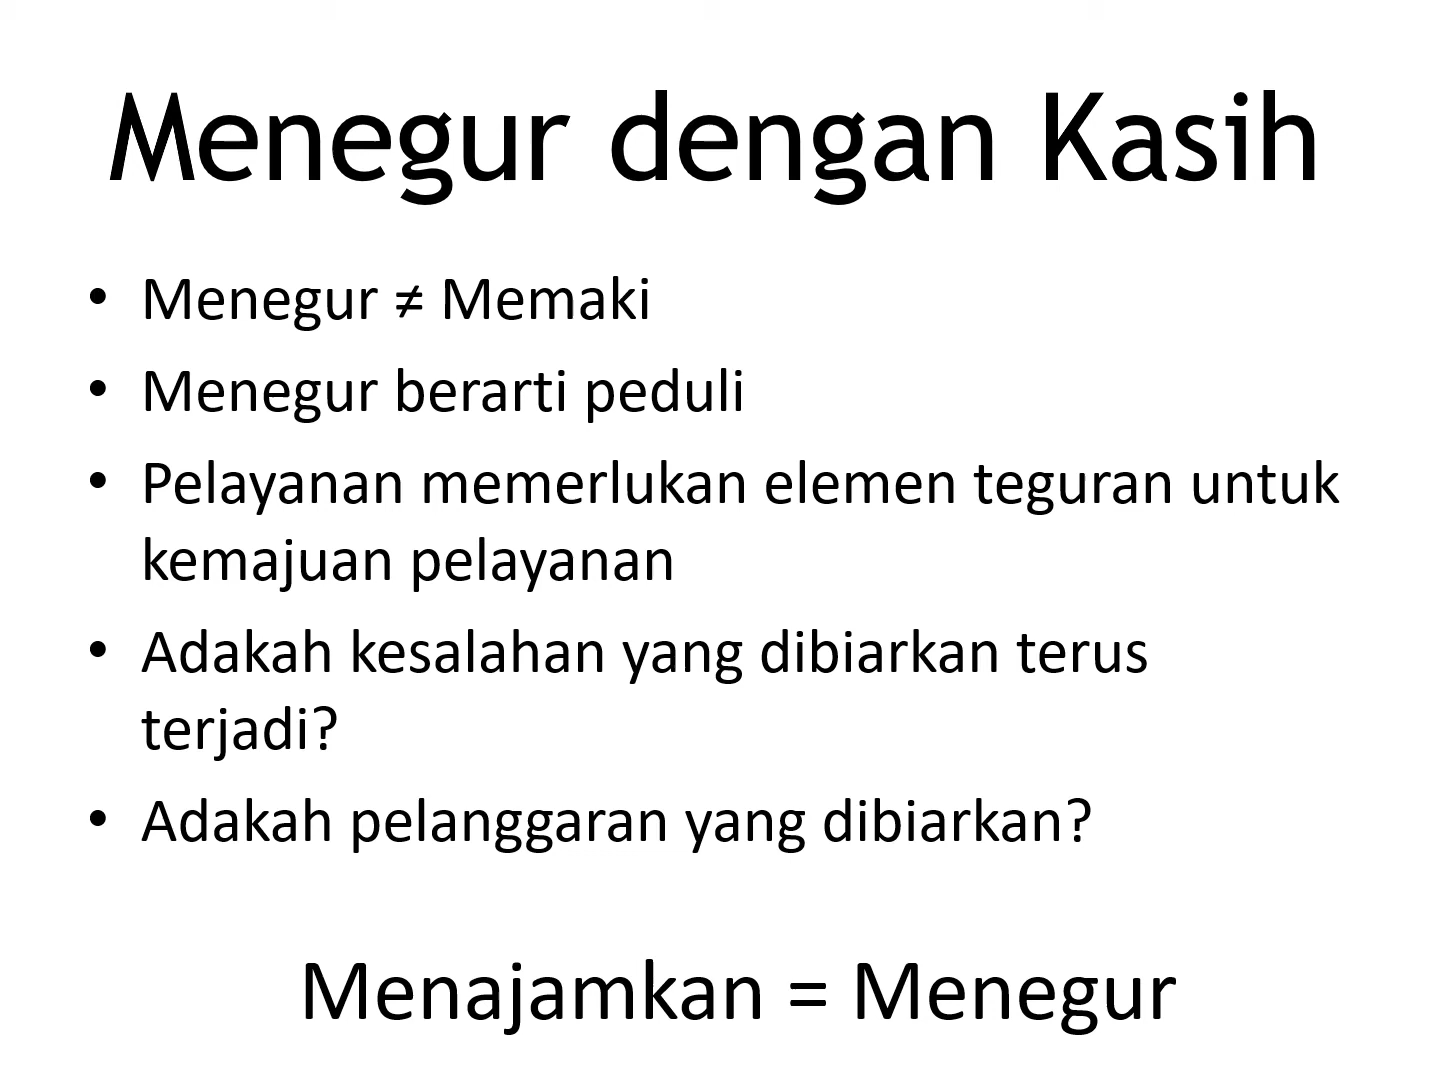 Menegur dengan Kasih
• Menegur ≠ Memaki
• Menegur berarti peduli
• Pelayanan memerlukan elemen teguran untuk
kemajuan pelayanan
• Adakah kesalahan yang dibiarkan terus
terjadi?
• Adakah pelanggaran yang dibiarkan?
Menajamkan = Menegur